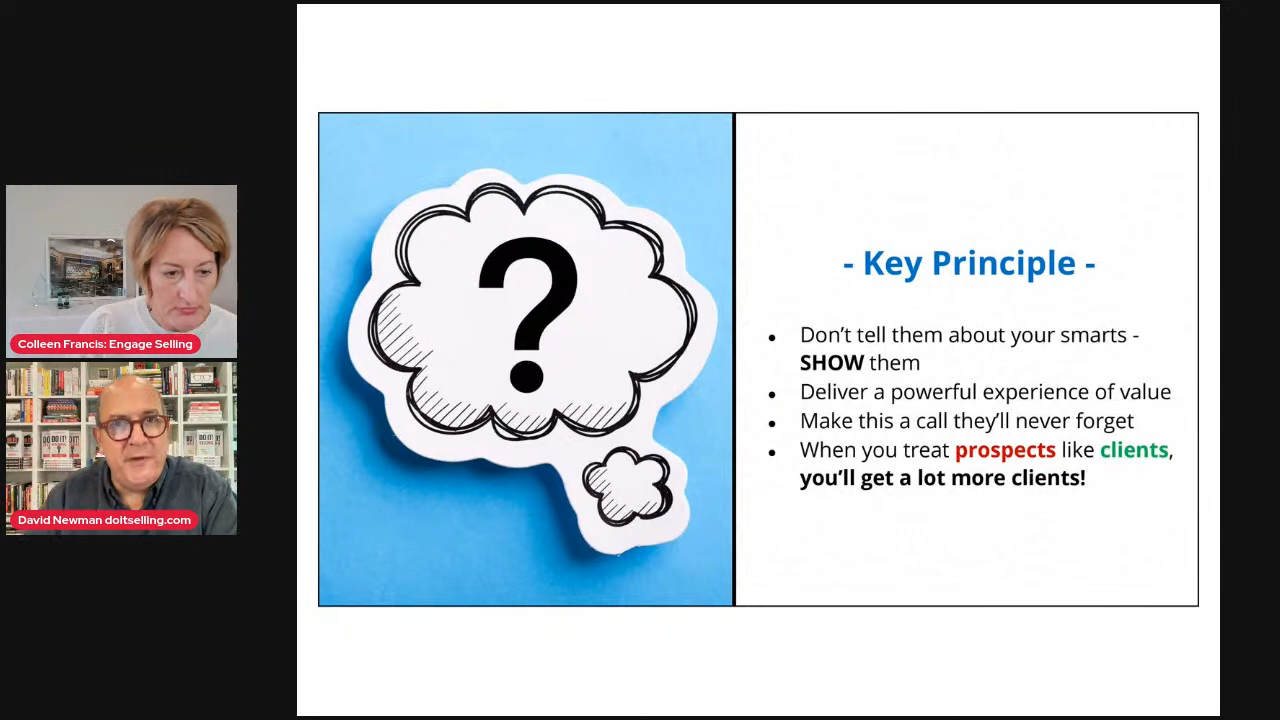 Colleen Francis: Engage Selling
David Newman doitselling.com
?
- Key Principle -
• Don’t tell them about your smarts -
SHOW them
• Deliver a powerful experience of value
• Make this a call they’ll never forget
• When you treat prospects like clients,
you’ll get a lot more clients!